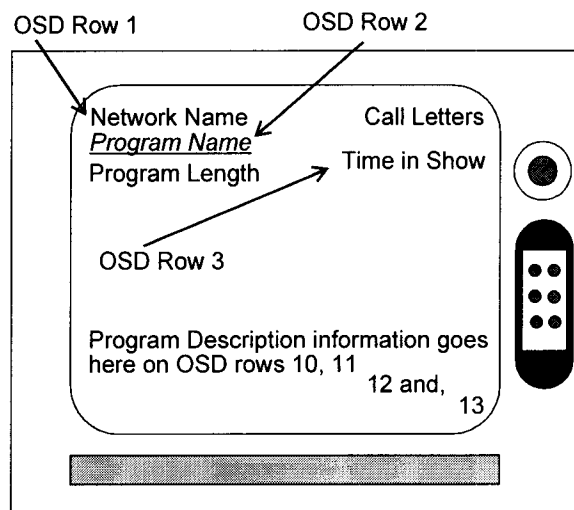 OSD Row 1
OSD Row 2
Network Name
Call Letters
Program Name
Time in Show
Program Length
OSD Row 3
Program Description information goes
here on OSD rows 10, 11
12 and,
13